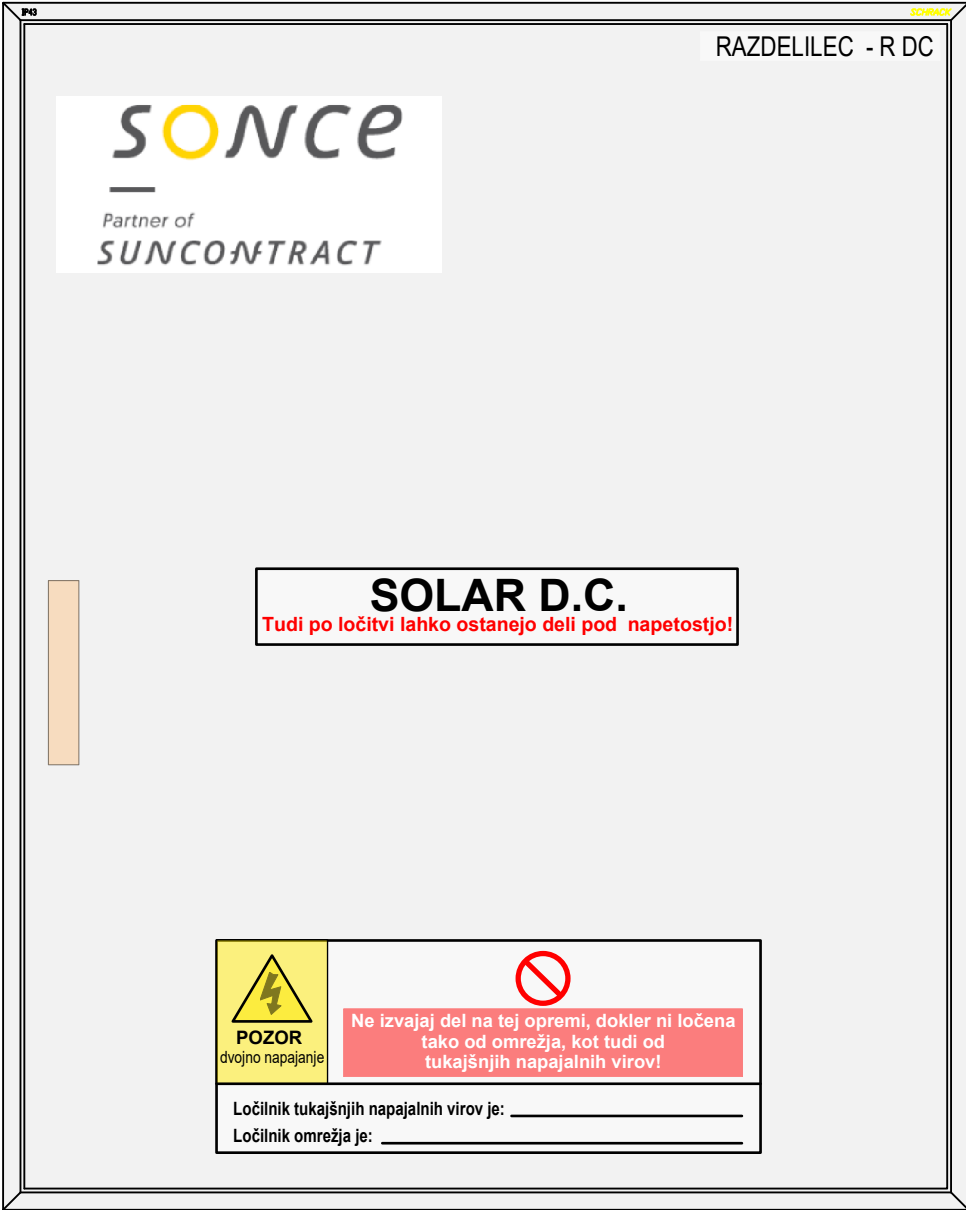 IP43
SCHRACK
RAZDELILEC - R DC
SONCE
Partner of
SUNCONTRACT
SOLAR D.C.
Tudi po ločitvi lahko ostanejo deli pod napetostjo!
POZOR
dvojno napajanje
Ne izvajaj del na tej opremi, dokler ni ločena
tako od omrežja, kot tudi od
tukajšnjih napajalnih virov!
Ločilnik tukajšnjih napajalnih virov je:
Ločilnik omrežja je: